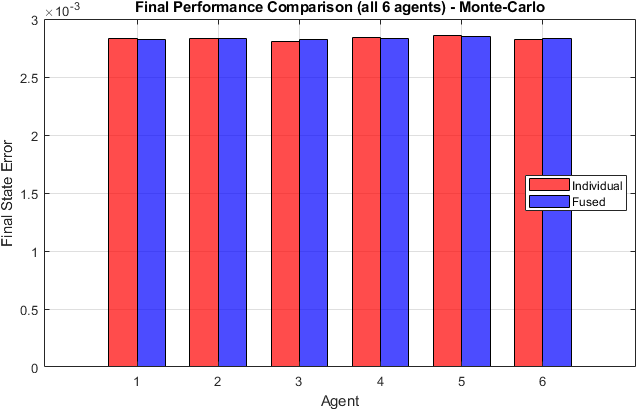 Final Performance Comparison (all 6 agents) - Monte-Carlo
×10⁻³
3
2.5
2
1.5
1
0.5
0
Final State Error
Individual
Fused
1 2 3 4 5 6
Agent